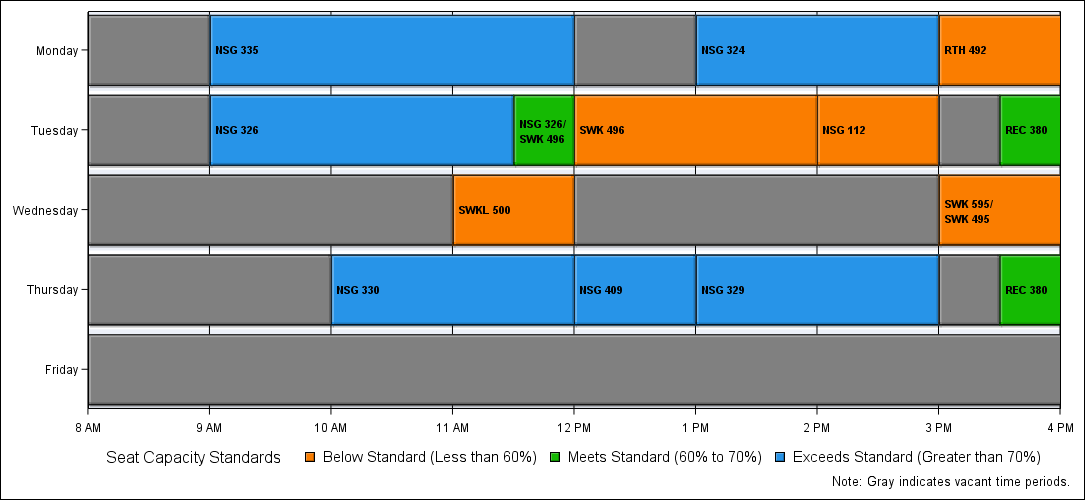 Monday
NSG 335
NSG 324
RTH 492
Tuesday
NSG 326
NSG 326/
SWK 496
SWK 496
NSG 112
REC 380
Wednesday
SWKL 500
SWK 595/
SWK 495
Thursday
NSG 330
NSG 409
NSG 329
REC 380
Friday
8 AM 9 AM 10 AM 11 AM 12 PM 1 PM 2 PM 3 PM 4 PM
Seat Capacity Standards Below Standard (Less than 60%) Meets Standard (60% to 70%) Exceeds Standard (Greater than 70%)
Note: Gray indicates vacant time periods.